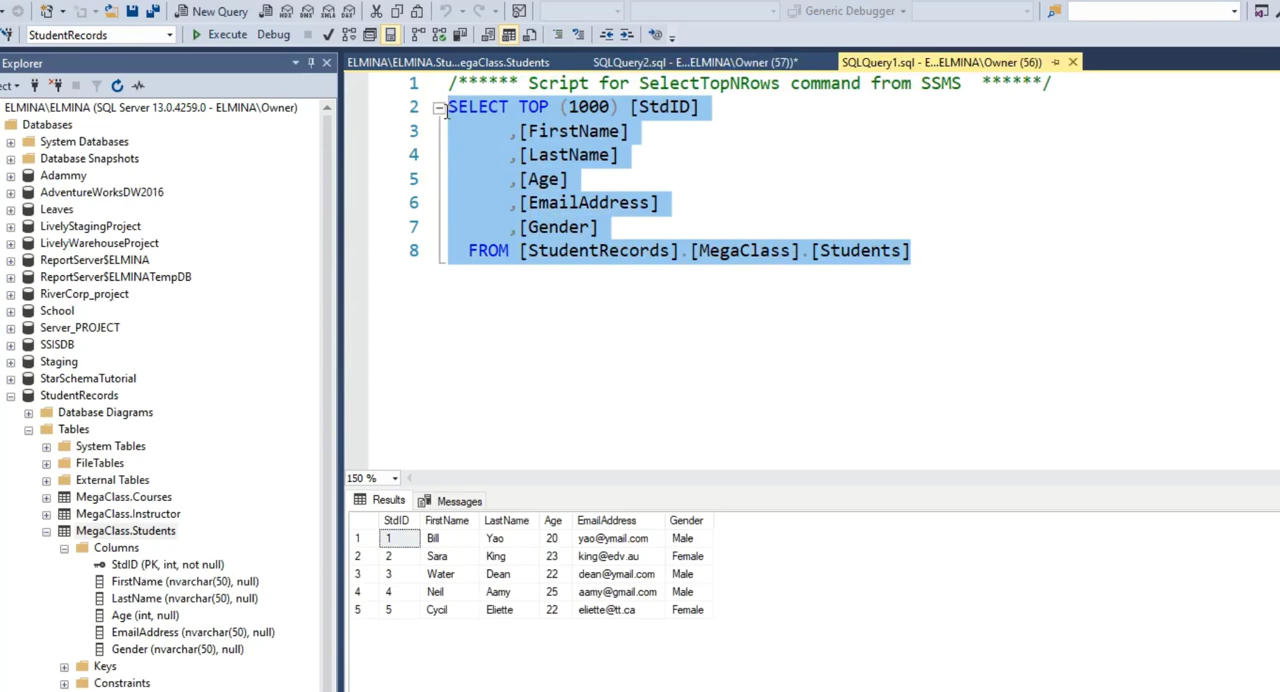 New Query
MDX
DMX
XMLA
DAX
Generic Debugger
StudentRecords
Execute
Debug
Explorer
ect
ELMINA\ELMINA (SQL Server 13.0.4259.0 - ELMINA\Owner)
Databases
System Databases
Database Snapshots
Adammy
AdventureWorksDW2016
Leaves
LivelyStagingProject
LivelyWarehouseProject
ReportServer$ELMINA
ReportServer$ELMINATempDB
RiverCorp_project
School
Server_PROJECT
SSISDB
Staging
StarSchemaTutorial
StudentRecords
Database Diagrams
Tables
System Tables
FileTables
External Tables
MegaClass.Courses
MegaClass.Instructor
MegaClass.Students
Columns
StdID (PK, int, not null)
FirstName (nvarchar(50), null)
LastName (nvarchar(50), null)
Age (int, null)
EmailAddress (nvarchar(50), null)
Gender (nvarchar(50), null)
Keys
Constraints
ELMINA\ELMINA.Stu...egaClass.Students
SQLQuery2.sql - E...ELMINA\Owner (57))*
SQLQuery1.sql - E...ELMINA\Owner (56))
1 /****** Script for SelectTopNRows command from SSMS ******/
2 SELECT TOP (1000) [StdID]
3 ,[FirstName]
4 ,[LastName]
5 ,[Age]
6 ,[EmailAddress]
7 ,[Gender]
8 FROM [StudentRecords].[MegaClass].[Students]
150 %
Results
Messages
StdID FirstName LastName Age EmailAddress Gender
1 1 Bill Yao 20 yao@ymail.com Male
2 2 Sara King 23 king@edv.au Female
3 3 Water Dean 22 dean@ymail.com Male
4 4 Neil Aamy 25 aamy@gmail.com Male
5 5 Cycil Eliette 22 eliette@tt.ca Female